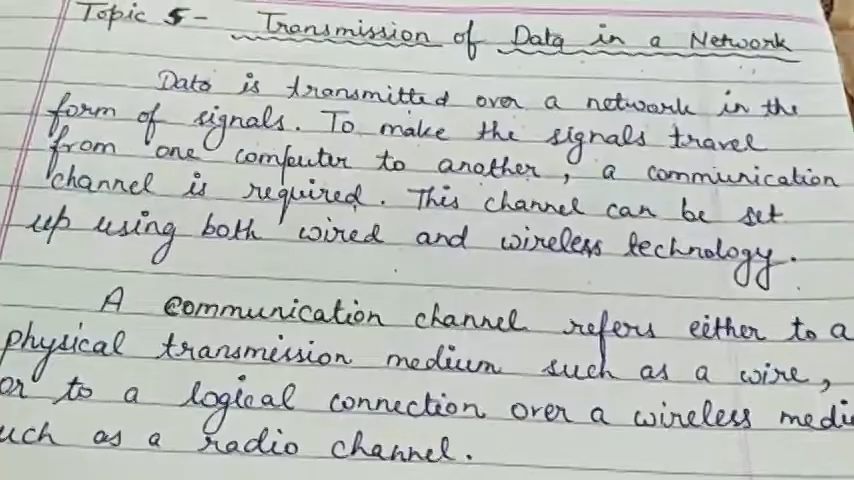 Topic 5- Transmission of Data in a Network
Data is transmitted over a network in the
form of signals. To make the signals travel
from one computer to another, a communication
channel is required. This channel can be set
up using both wired and wireless technology.
A communication channel refers either to a
physical transmission medium such as a wire,
or to a logical connection over a wireless mediu
uch as a radio channel.